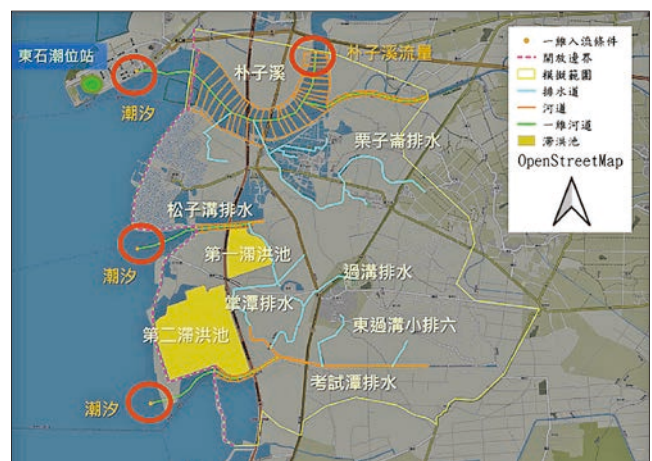 東石潮位站
朴子溪
朴子溪流量
潮汐
栗子崙排水
松子溝排水
潮汐
第一滯洪池
過溝排水
掌潭排水
東過溝小排六
第二滯洪池
考試潭排水
潮汐
一維入流條件
開放邊界
模擬範圍
排水道
河道
一維河道
滯洪池
OpenStreetMap